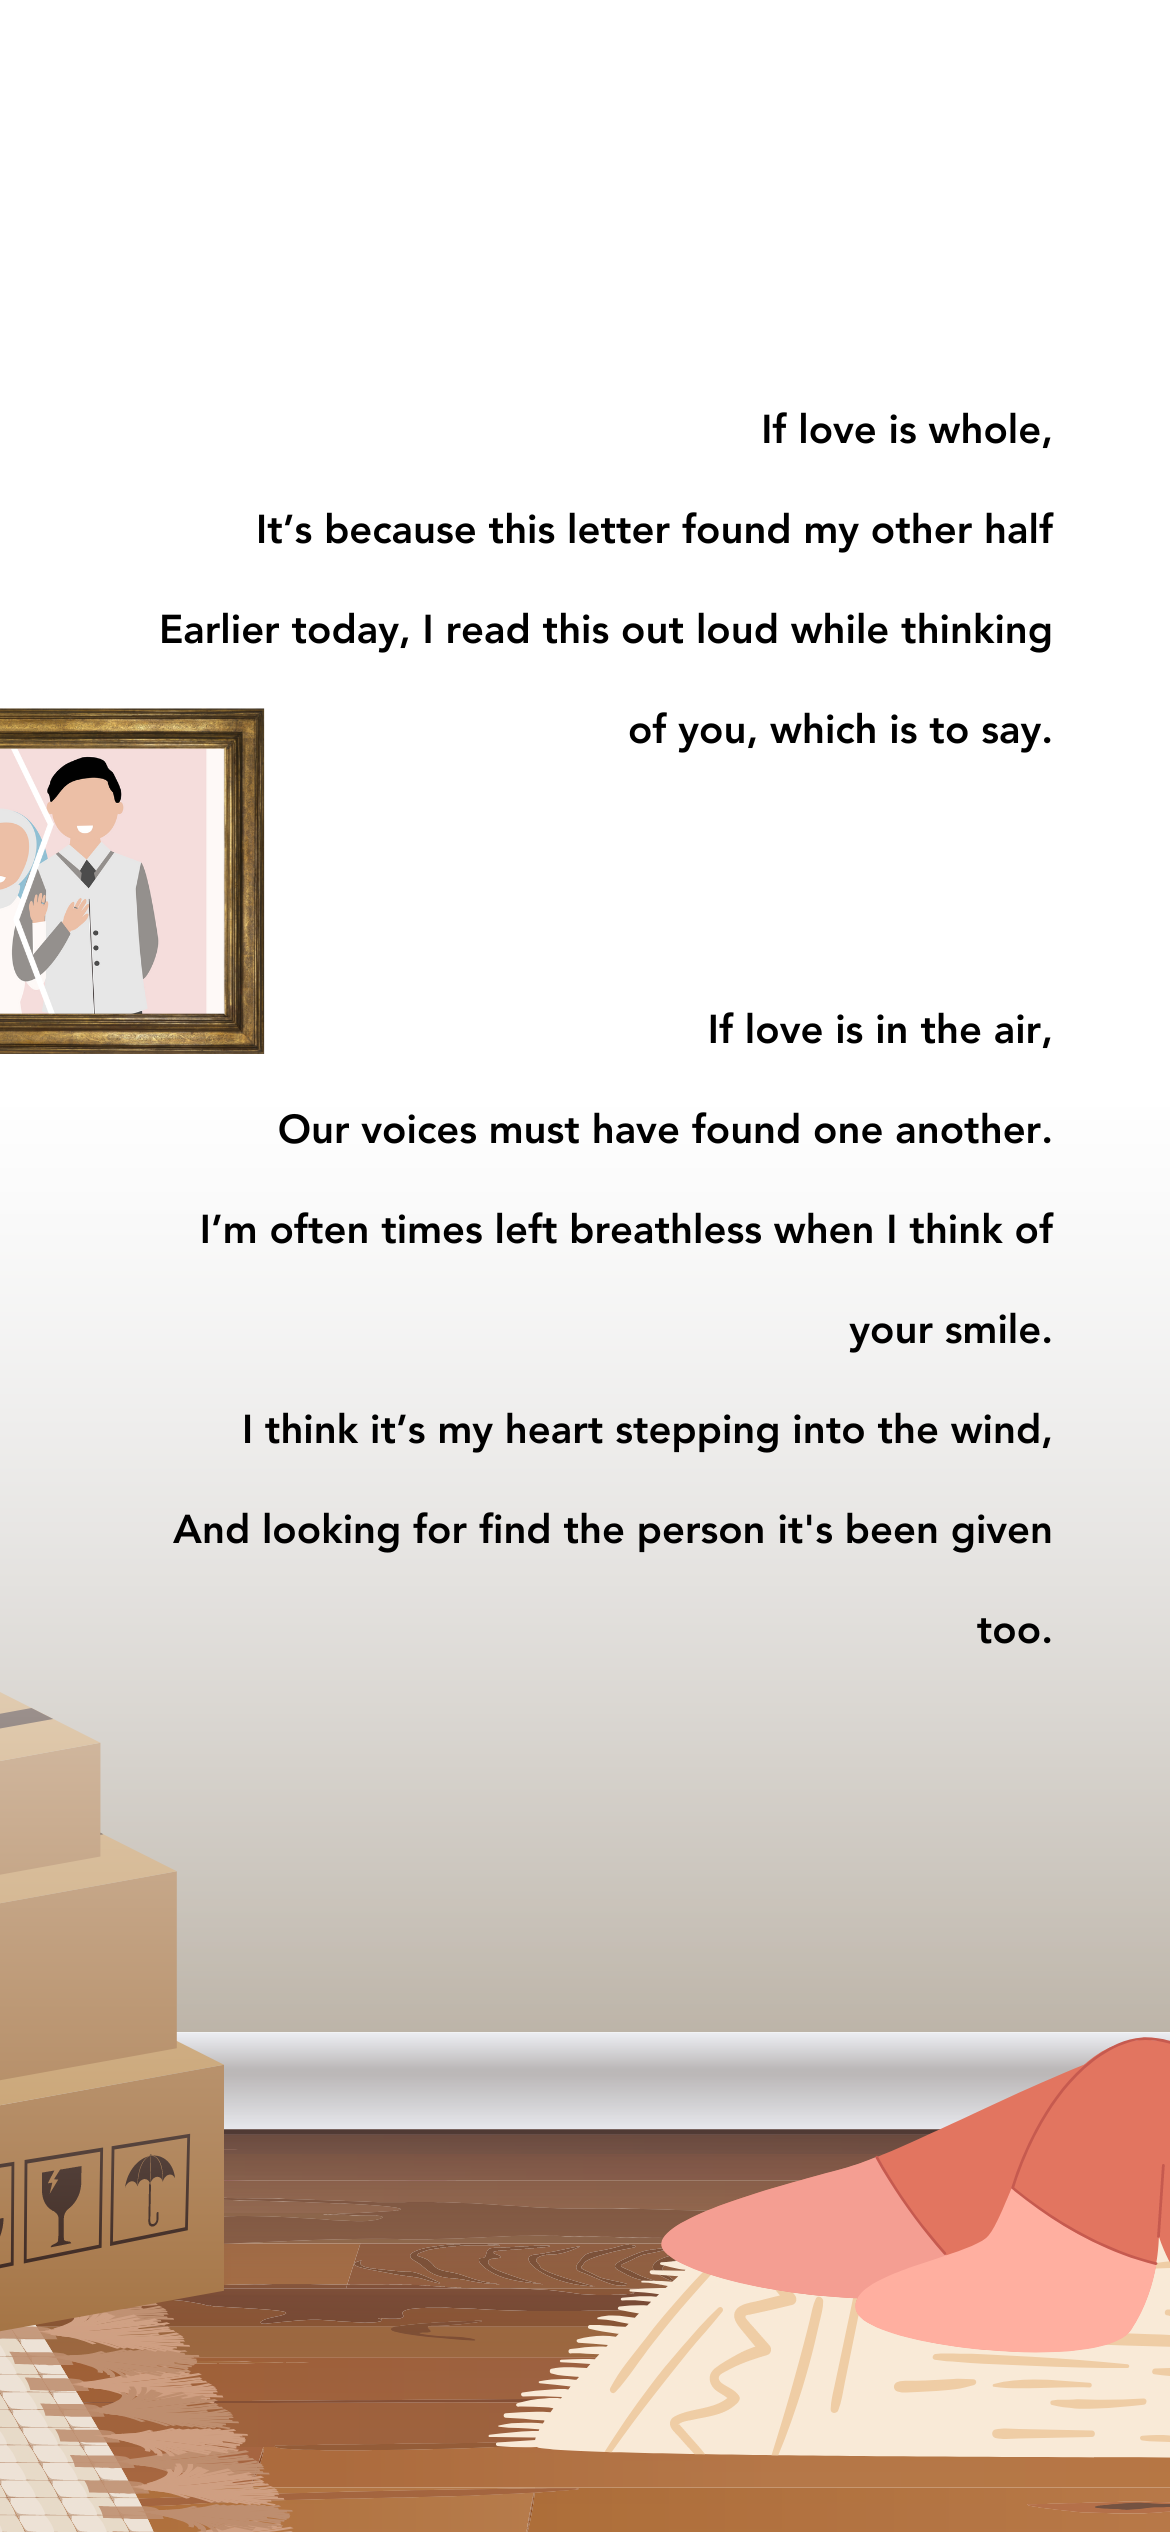 If love is whole,
It’s because this letter found my other half
Earlier today, I read this out loud while thinking
of you, which is to say.
If love is in the air,
Our voices must have found one another.
I’m often times left breathless when I think of
your smile.
I think it’s my heart stepping into the wind,
And looking for find the person it's been given
too.